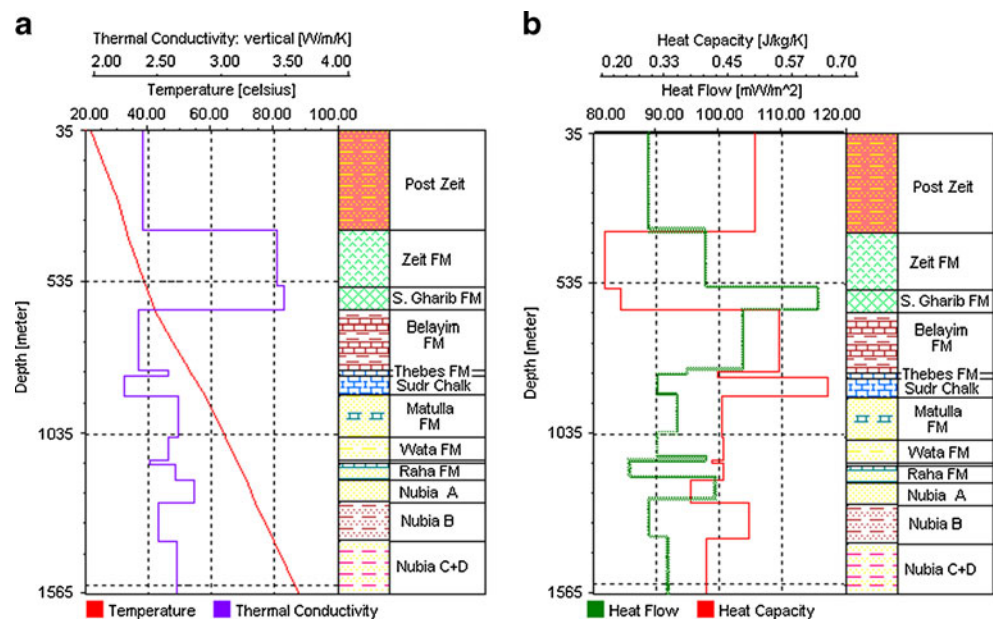 a
Thermal Conductivity: vertical [W/m/K]
2.00 2.50 3.00 3.50 4.00
Temperature [celsius]
20.00 40.00 60.00 80.00 100.00
35
535
1035
1565
Depth [meter]
Post Zeit
Zeit FM
S. Gharib FM
Belayim
FM
Thebes FM
Sudr Chalk
Matulla
FM
Wata FM
Raha FM
Nubia A
Nubia B
Nubia C+D
Temperature Thermal Conductivity
b
Heat Capacity [J/kg/K]
0.20 0.33 0.45 0.57 0.70
Heat Flow [mW/m^2]
80.00 90.00 100.00 110.00 120.00
35
535
1035
1565
Depth [meter]
Post Zeit
Zeit FM
S. Gharib FM
Belayim
FM
Thebes FM
Sudr Chalk
Matulla
FM
Wata FM
Raha FM
Nubia A
Nubia B
Nubia C+D
Heat Flow Heat Capacity